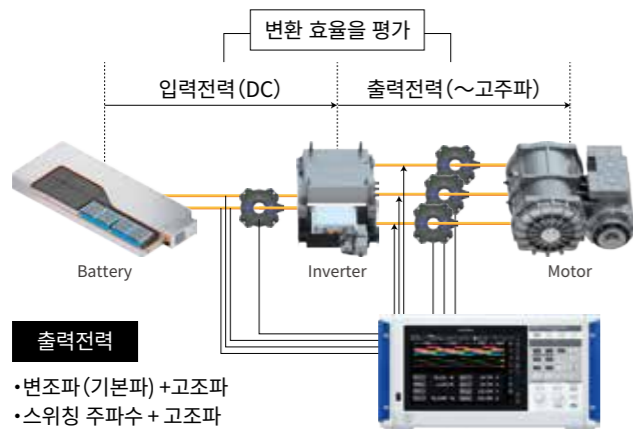 변환 효율을 평가
입력전력(DC)
출력전력(～고주파)
Battery
Inverter
Motor
출력전력
•변조파(기본파) +고조파
•스위칭 주파수 + 고조파